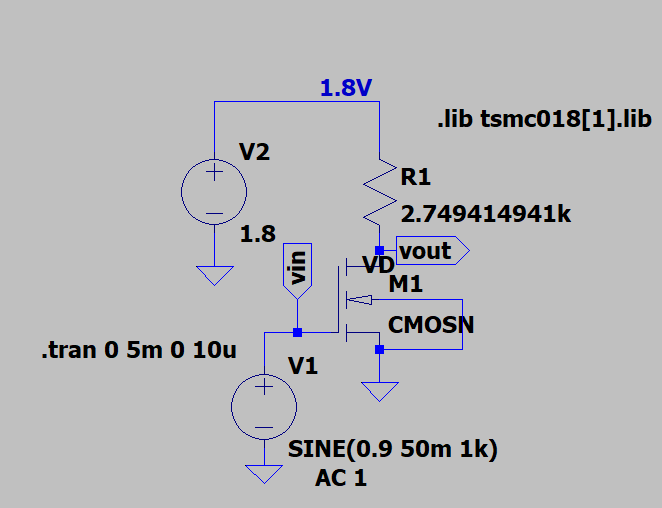 1.8V
.lib tsmc018[1].lib
V2
R1
2.749414941k
1.8
vin
vout
VD
M1
CMOSN
.tran 0 5m 0 10u
V1
SINE(0.9 50m 1k)
AC 1